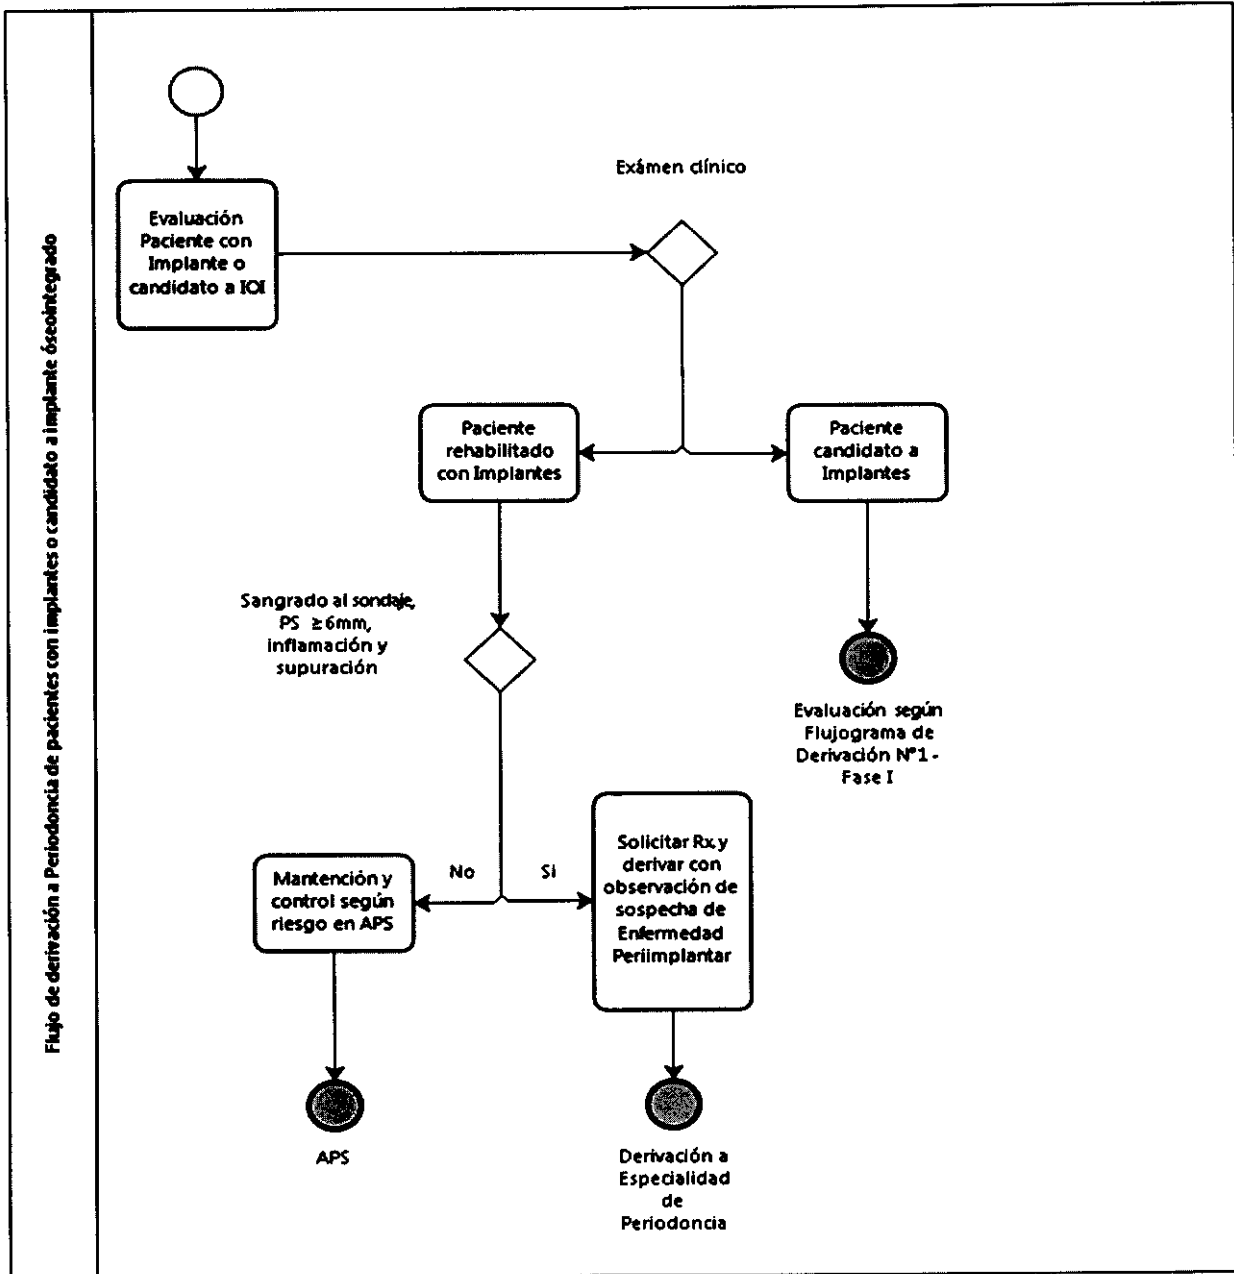 Flujo de derivación a Periodoncia de pacientes con implantes o candidato a implante óseointegrado
Exámen clínico
Evaluación
Paciente con
Implante o
candidato a IOI
Paciente
rehabilitado
con Implantes
Paciente
candidato a
Implantes
Sangrado al sondaje,
PS ≥6mm,
inflamación y
supuración
Evaluación según
Flujograma de
Derivación N°1 -
Fase I
No
Si
Mantención y
control según
riesgo en APS
Solicitar Rx y
derivar con
observación de
sospecha de
Enfermedad
Periimplantar
APS
Derivación a
Especialidad
de
Periodoncia